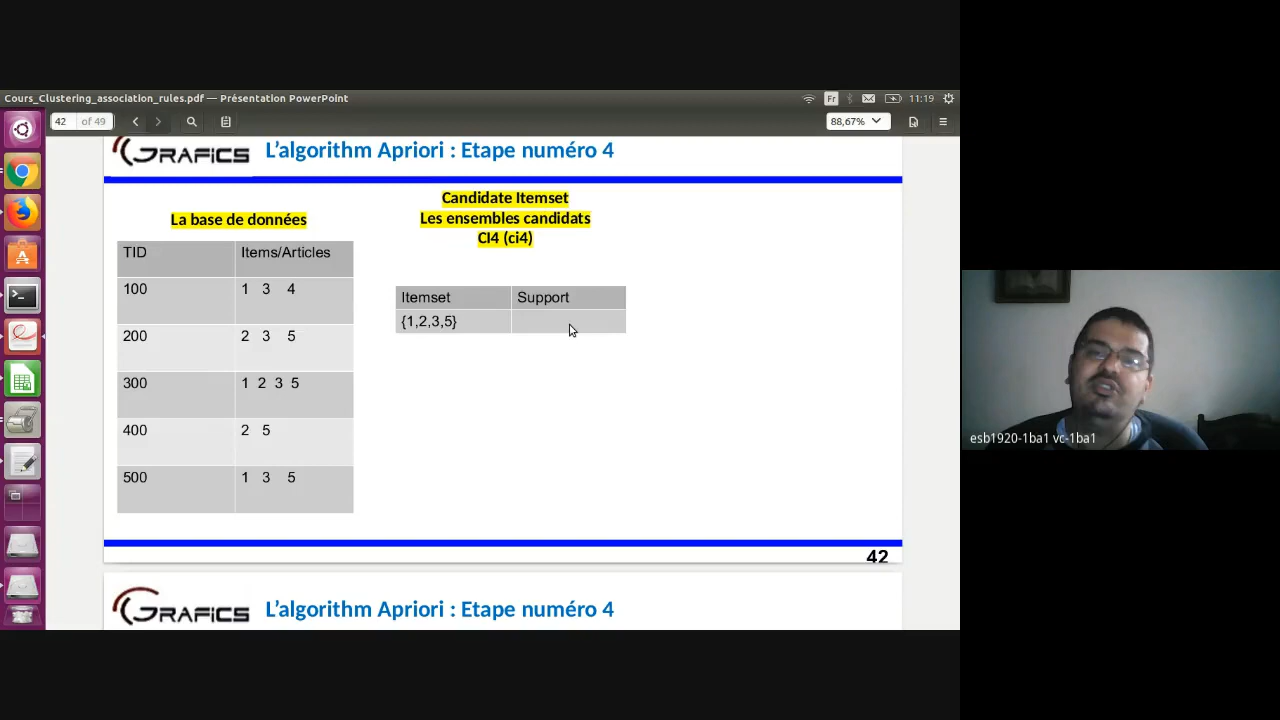 Cours_Clustering_association_rules.pdf — Présentation PowerPoint
Fr
11:19
42 of 49
88,67%
GRAFICS
L'algorithm Apriori : Etape numéro 4
La base de données
Candidate Itemset
Les ensembles candidats
CI4 (ci4)
TID Items/Articles
100 1 3 4
200 2 3 5
300 1 2 3 5
400 2 5
500 1 3 5
Itemset Support
{1,2,3,5}
42
GRAFICS
L'algorithm Apriori : Etape numéro 4
esb1920-1ba1 vc-1ba1